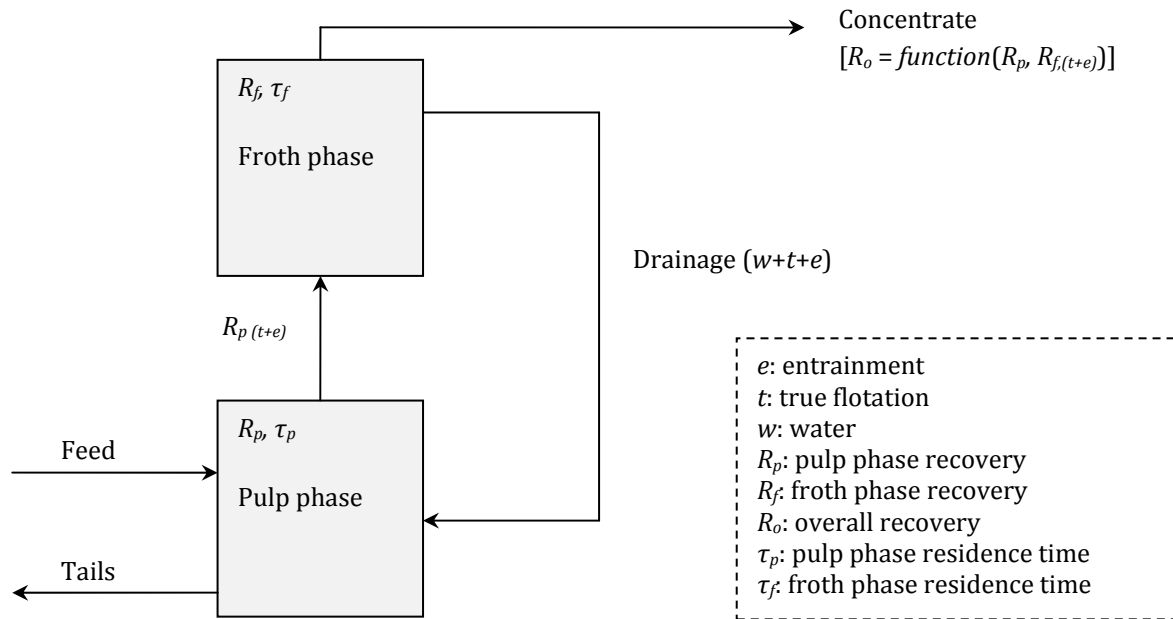 Concentrate
[Ro = function(Rp, Rf,(t+e))]
Rf, τf
Froth phase
Drainage (w+t+e)
Rp (t+e)
Rp, τp
Feed
Pulp phase
Tails
e: entrainment
t: true flotation
w: water
Rp: pulp phase recovery
Rf: froth phase recovery
Ro: overall recovery
τp: pulp phase residence time
τf: froth phase residence time